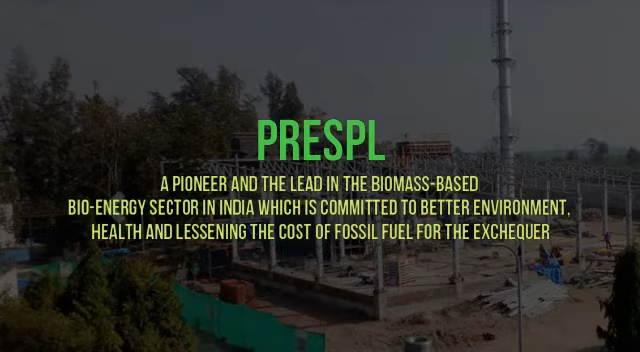 PRESPL
A PIONEER AND THE LEAD IN THE BIOMASS-BASED
BIO-ENERGY SECTOR IN INDIA WHICH IS COMMITTED TO BETTER ENVIRONMENT,
HEALTH AND LESSENING THE COST OF FOSSIL FUEL FOR THE EXCHEQUER